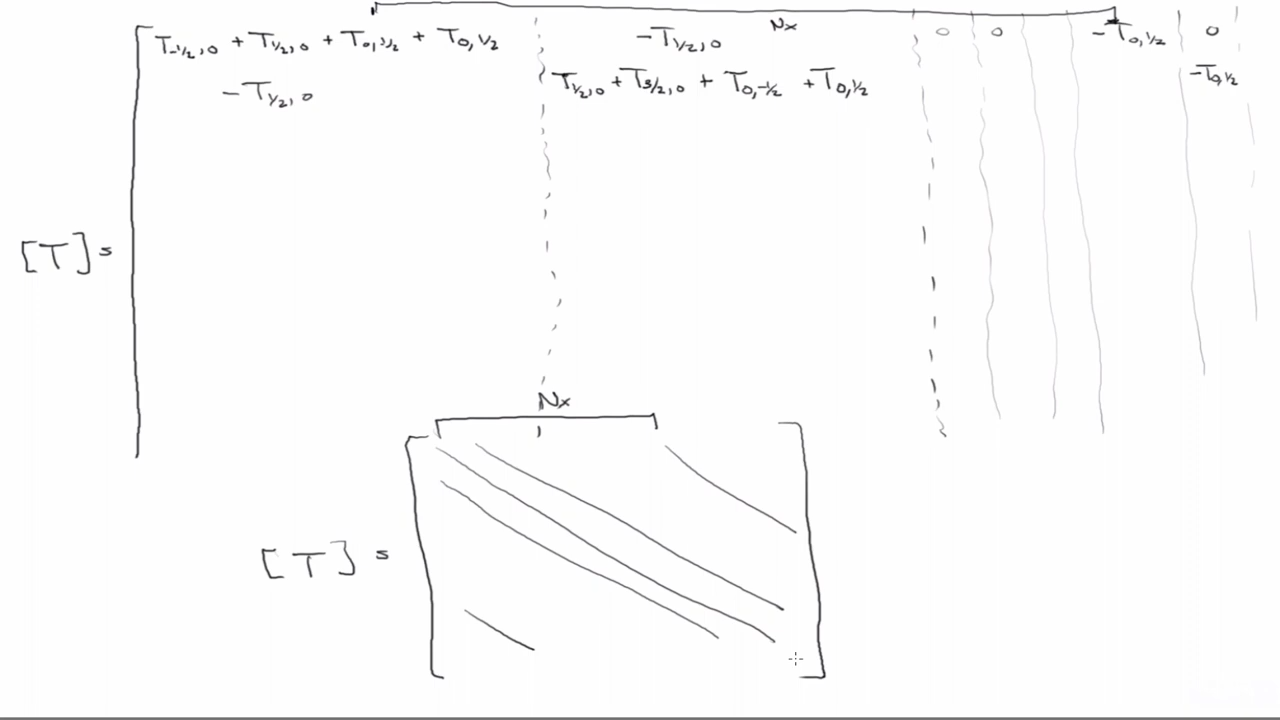 Nx
T-1/2,0 + T1/2,0 + T0,1/2 + T0,1/2 -T1/2,0 0 0 -T0,1/2 0
-T1/2,0 T1/2,0 + T3/2,0 + T0,-1/2 + T0,1/2 -T0,1/2
[T] =
Nx
[T] =